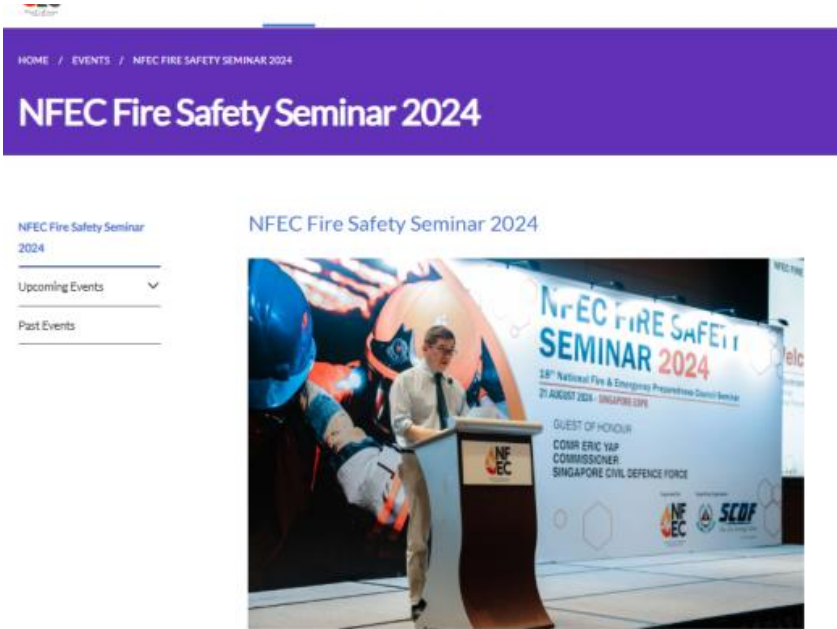 HOME / EVENTS / NFEC FIRE SAFETY SEMINAR 2024
NFEC Fire Safety Seminar 2024
NFEC Fire Safety Seminar
2024
Upcoming Events
Past Events
NFEC Fire Safety Seminar 2024
NFEC FIRE SAFETY
SEMINAR 2024
18th National Fire & Emergency Preparedness Council Seminar
21 AUGUST 2024 - SINGAPORE EXPO
GUEST OF HONOUR
COMR ERIC YAP
COMMISSIONER
SINGAPORE CIVIL DEFENCE FORCE
NF
EC
NF
EC
SCDF
NFEC FIRE